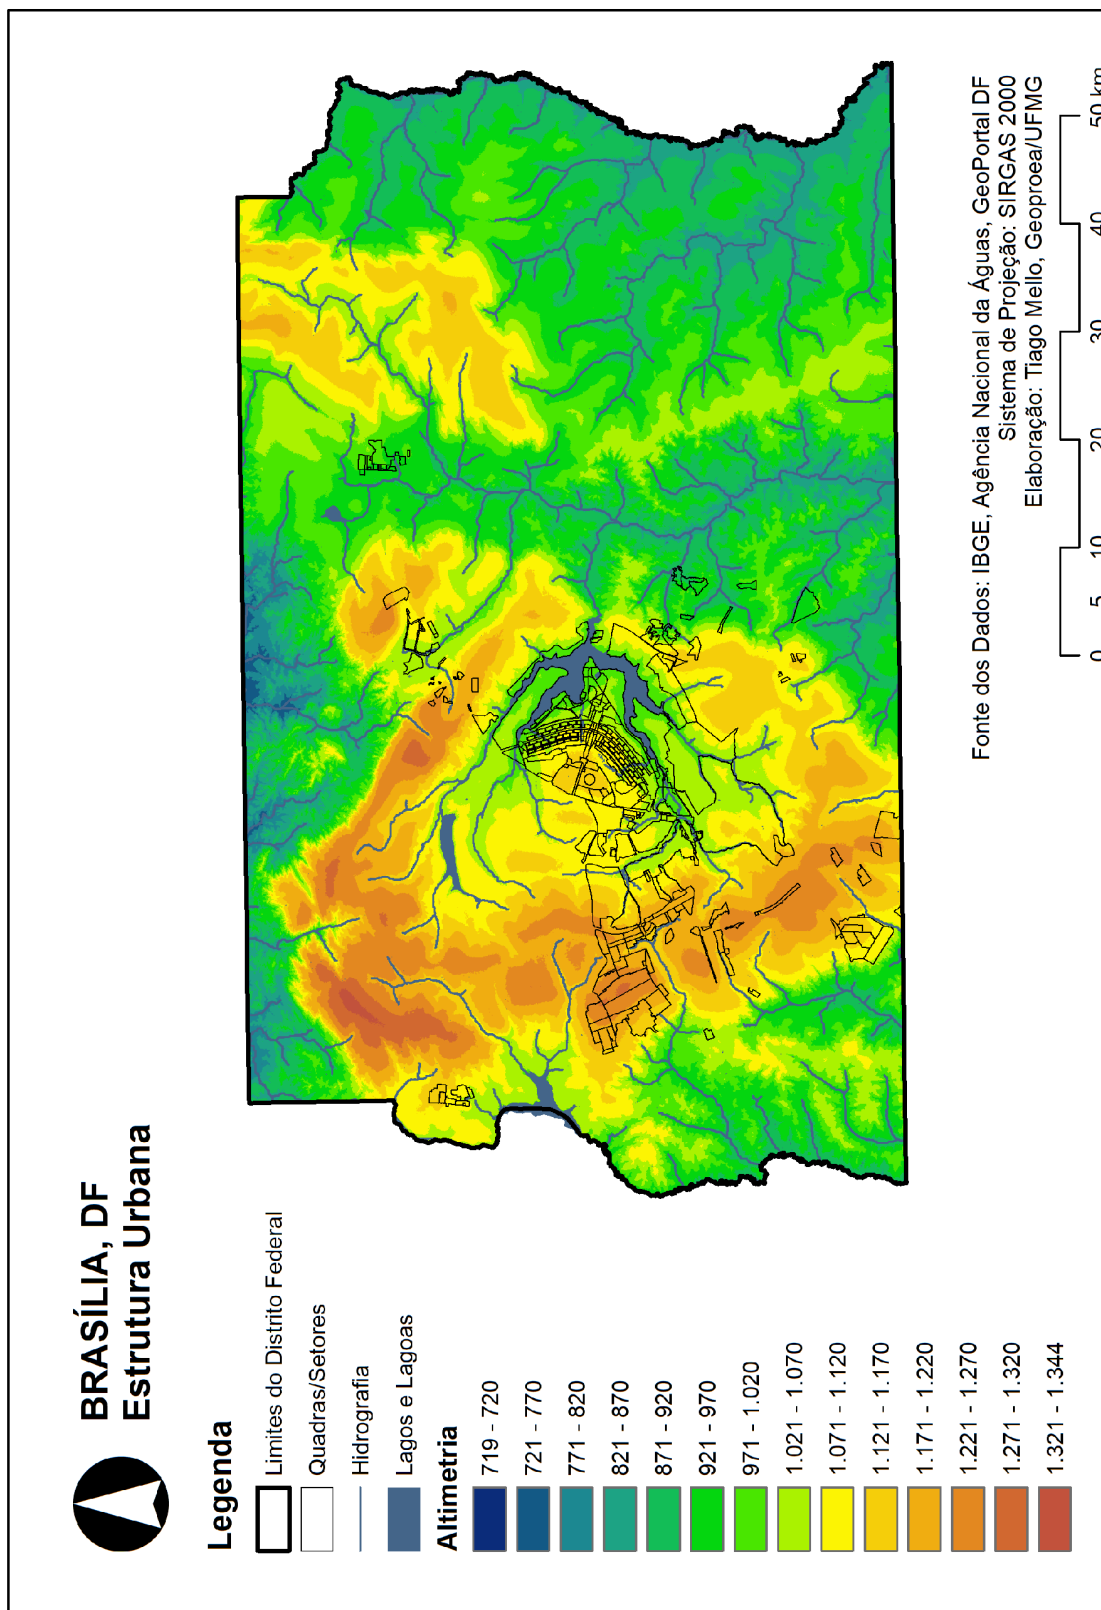 BRASÍLIA, DF
Estrutura Urbana
Legenda
Limites do Distrito Federal
Quadras/Setores
Hidrografia
Lagos e Lagoas
Altimetria
719 - 720
721 - 770
771 - 820
821 - 870
871 - 920
921 - 970
971 - 1.020
1.021 - 1.070
1.071 - 1.120
1.121 - 1.170
1.171 - 1.220
1.221 - 1.270
1.271 - 1.320
1.321 - 1.344
Fonte dos Dados: IBGE, Agência Nacional da Águas, GeoPortal DF
Sistema de Projeção: SIRGAS 2000
Elaboração: Tiago Mello, Geoproea/UFMG
0 5 10 20 30 40 50 km